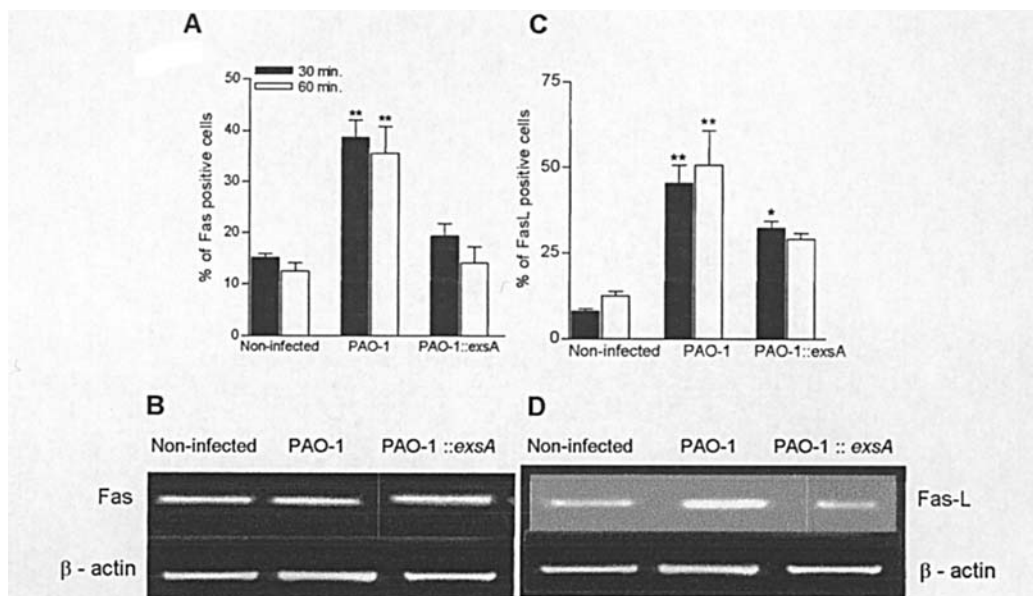 A
30 min.
60 min.
% of Fas positive cells
50
40
30
20
10
0
**
**
Non-infected
PAO-1
PAO-1::exsA
C
% of FasL positive cells
75
50
25
0
**
**
*
Non-infected
PAO-1
PAO-1::exsA
B
Non-infected PAO-1 PAO-1 ::exsA
Fas
β - actin
D
Non-infected PAO-1 PAO-1 :: exsA
Fas-L
β - actin